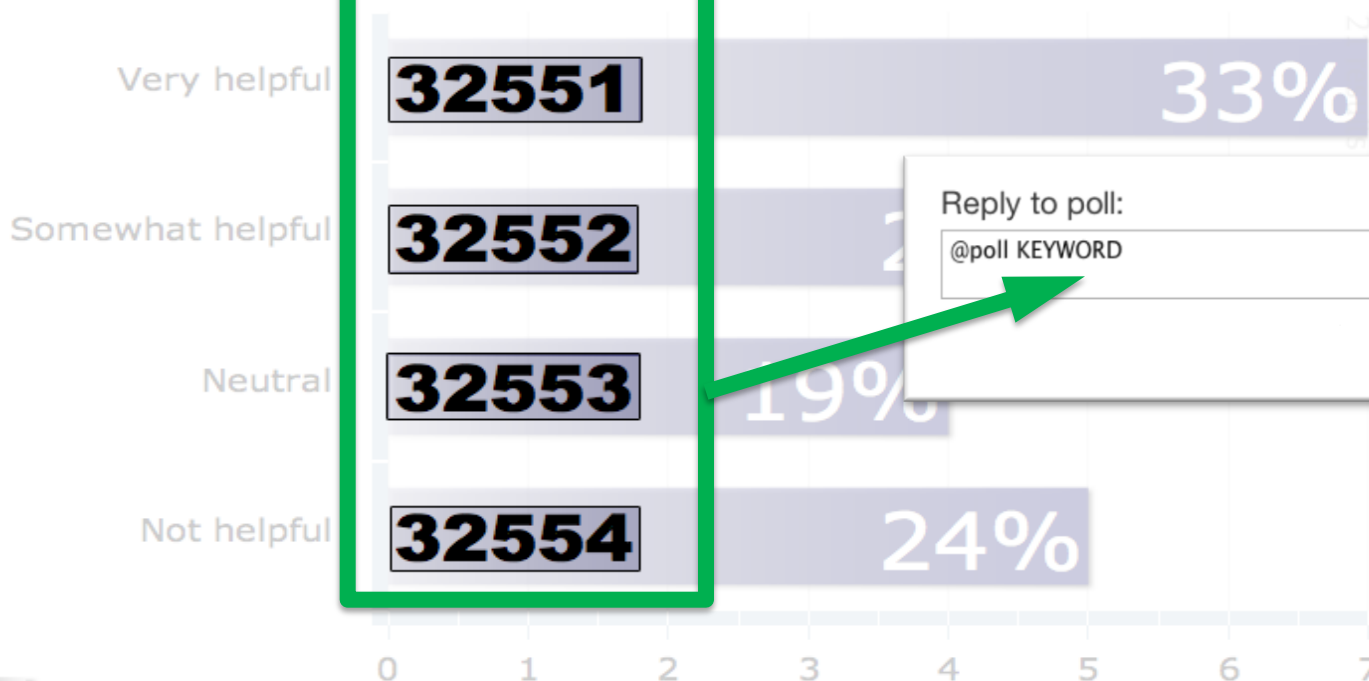 Very helpful 32551 33%
Somewhat helpful 32552
Reply to poll:
@poll KEYWORD
Neutral 32553 19%
Not helpful 32554 24%
0 1 2 3 4 5 6 7